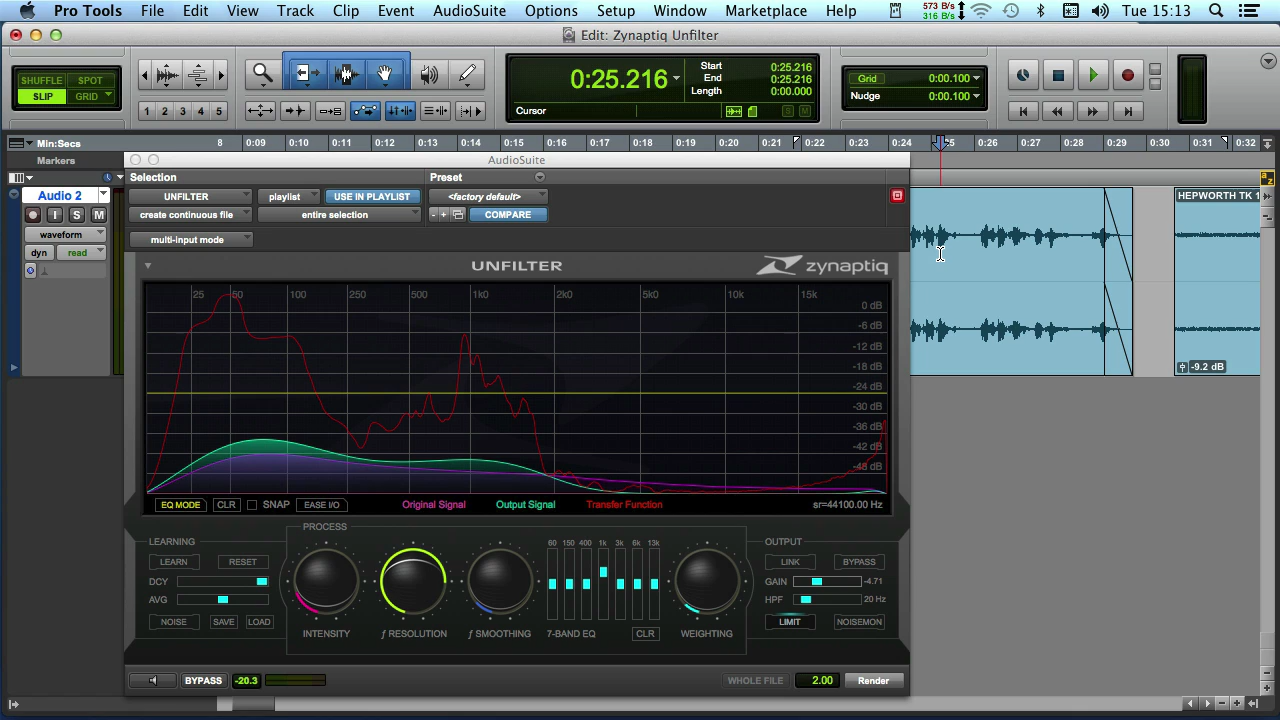 Pro Tools File Edit View Track Clip Event AudioSuite Options Setup Window Marketplace Help 573 B/s 316 B/s Tue 15:13
Edit: Zynaptiq Unfilter
SHUFFLE SPOT
SLIP GRID
1 2 3 4 5
0:25.216
Start 0:25.216
End 0:25.216
Length 0:00.000
Cursor
Grid 0:00.100
Nudge 0:00.100
Min:Secs 8 0:09 0:10 0:11 0:12 0:13 0:14 0:15 0:16 0:17 0:18 0:19 0:20 0:21 0:22 0:23 0:24 0:26 0:27 0:28 0:29 0:30 0:31 0:32
Markers
AudioSuite
Selection Preset
UNFILTER playlist USE IN PLAYLIST <factory default>
create continuous file entire selection - + COMPARE
multi-input mode
Audio 2
I S M
waveform
dyn read
HEPWORTH TK 1
-9.2 dB
a z
UNFILTER zynaptiq
25 50 100 250 500 1k0 2k0 5k0 10k 15k
0 dB
-6 dB
-12 dB
-18 dB
-24 dB
-30 dB
-36 dB
-42 dB
-48 dB
EQ MODE CLR SNAP EASE I/O Original Signal Output Signal Transfer Function sr=44100.00 Hz
PROCESS
LEARNING
LEARN RESET
DCY
AVG
NOISE SAVE LOAD
INTENSITY ƒ RESOLUTION ƒ SMOOTHING
60 150 400 1k 3k 6k 13k
7-BAND EQ CLR WEIGHTING
OUTPUT
LINK BYPASS
GAIN -4.71
HPF 20 Hz
LIMIT NOISEMON
BYPASS -20.3 WHOLE FILE 2.00 Render